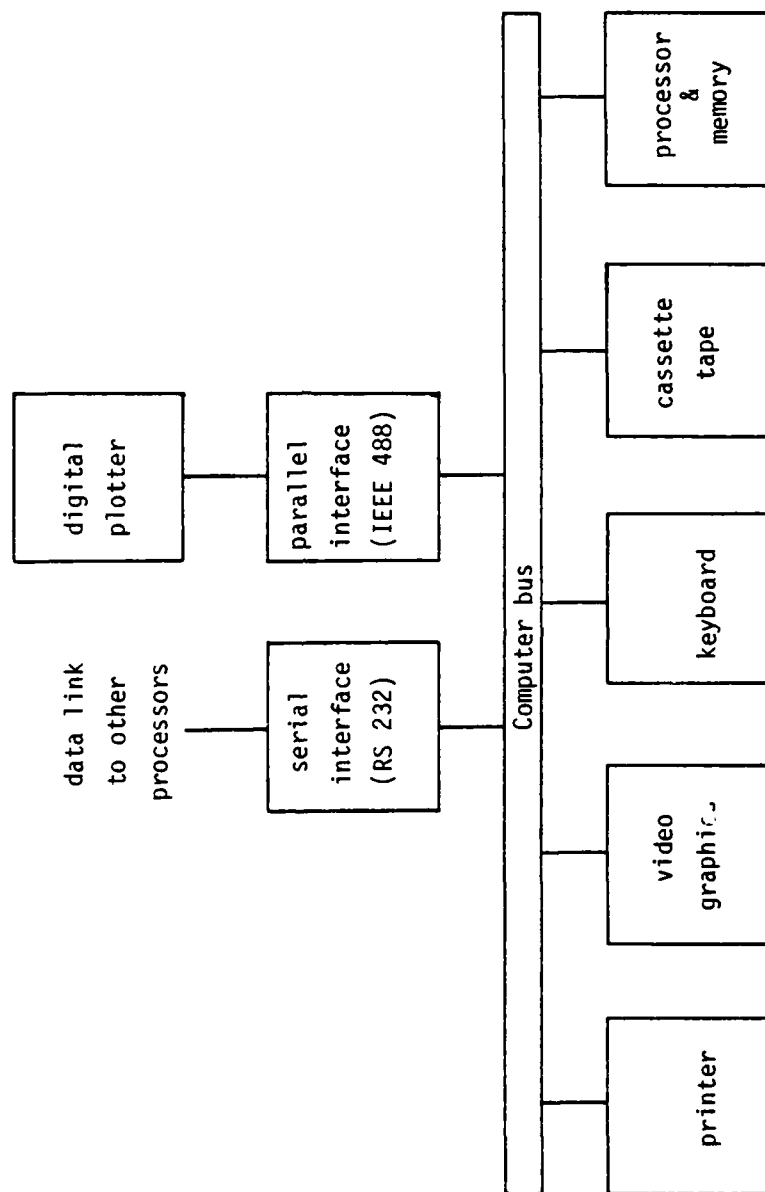 data link
to other
processors
digital
plotter
serial
interface
(RS 232)
parallel
interface
(IEEE 488)
Computer bus
printer
video
graphics
keyboard
cassette
tape
processor
&
memory